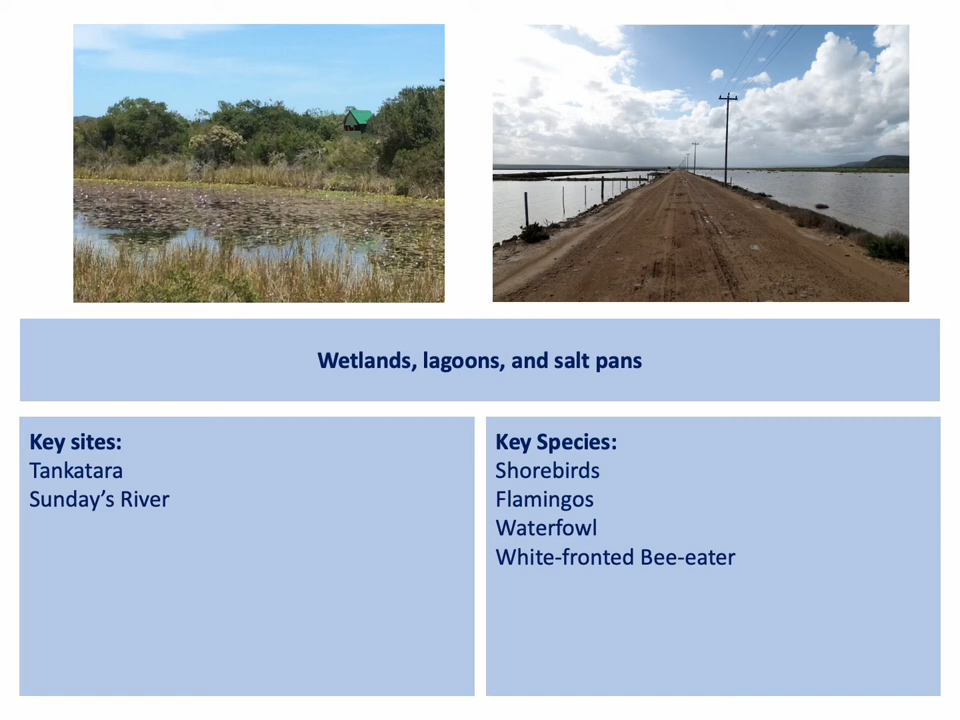 Wetlands, lagoons, and salt pans
Key sites:
Tankatara
Sunday’s River
Key Species:
Shorebirds
Flamingos
Waterfowl
White-fronted Bee-eater